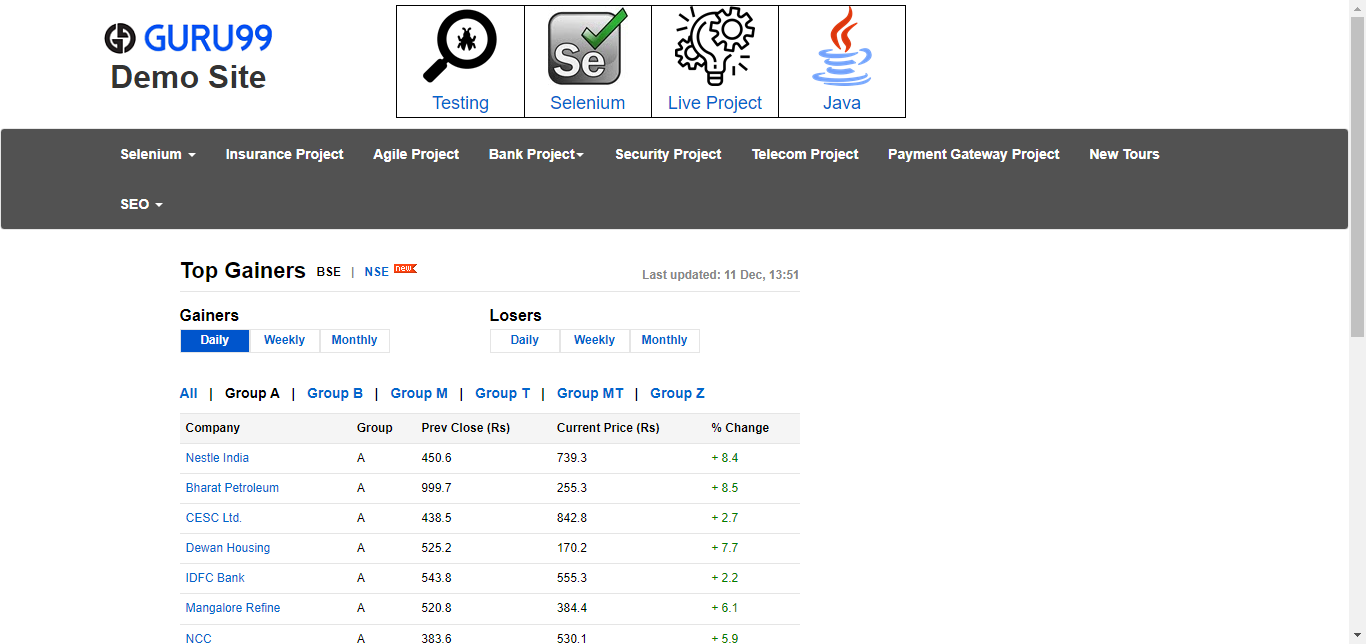 GURU99
Demo Site
Se
Testing Selenium Live Project Java
Selenium Insurance Project Agile Project Bank Project Security Project Telecom Project Payment Gateway Project New Tours
SEO
Top Gainers BSE | NSE new
Last updated: 11 Dec, 13:51
Gainers Losers
Daily Weekly Monthly Daily Weekly Monthly
All | Group A | Group B | Group M | Group T | Group MT | Group Z
Company Group Prev Close (Rs) Current Price (Rs) % Change
Nestle India A 450.6 739.3 + 8.4
Bharat Petroleum A 999.7 255.3 + 8.5
CESC Ltd. A 438.5 842.8 + 2.7
Dewan Housing A 525.2 170.2 + 7.7
IDFC Bank A 543.8 555.3 + 2.2
Mangalore Refine A 520.8 384.4 + 6.1
NCC A 383.6 530.1 + 5.9